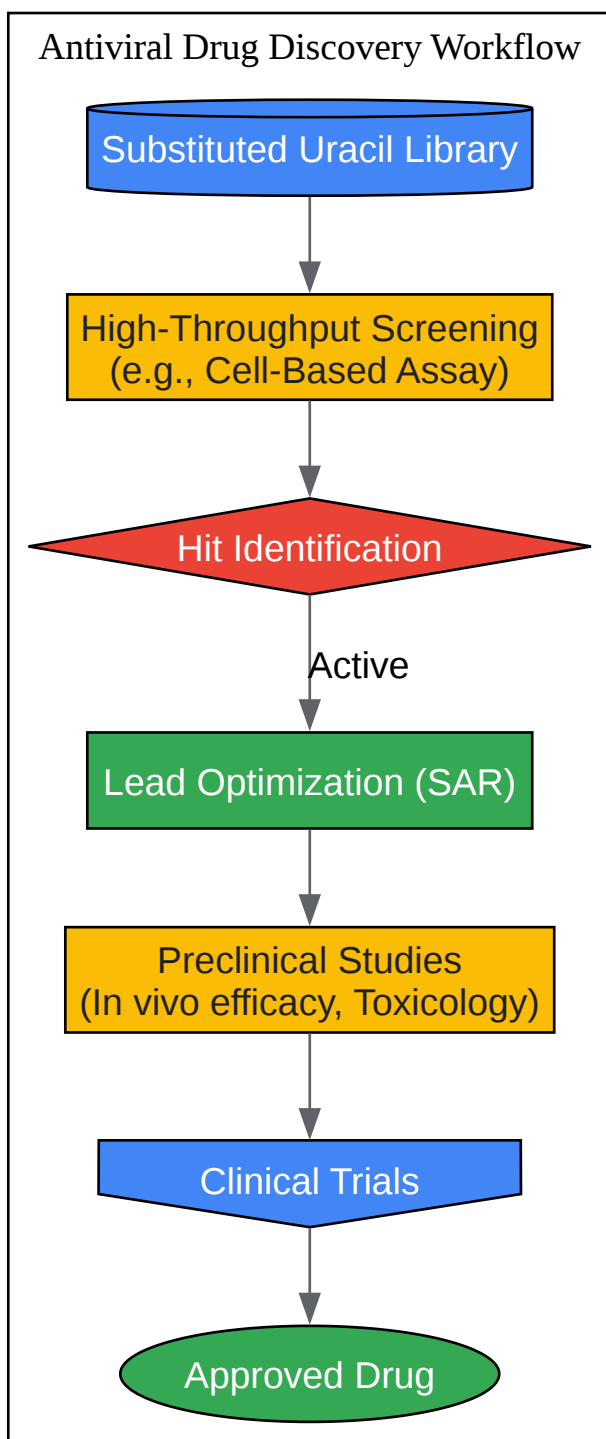 Antiviral Drug Discovery Workflow
Substituted Uracil Library
High-Throughput Screening
(e.g., Cell-Based Assay)
Hit Identification
Active
Lead Optimization (SAR)
Preclinical Studies
(In vivo efficacy, Toxicology)
Clinical Trials
Approved Drug